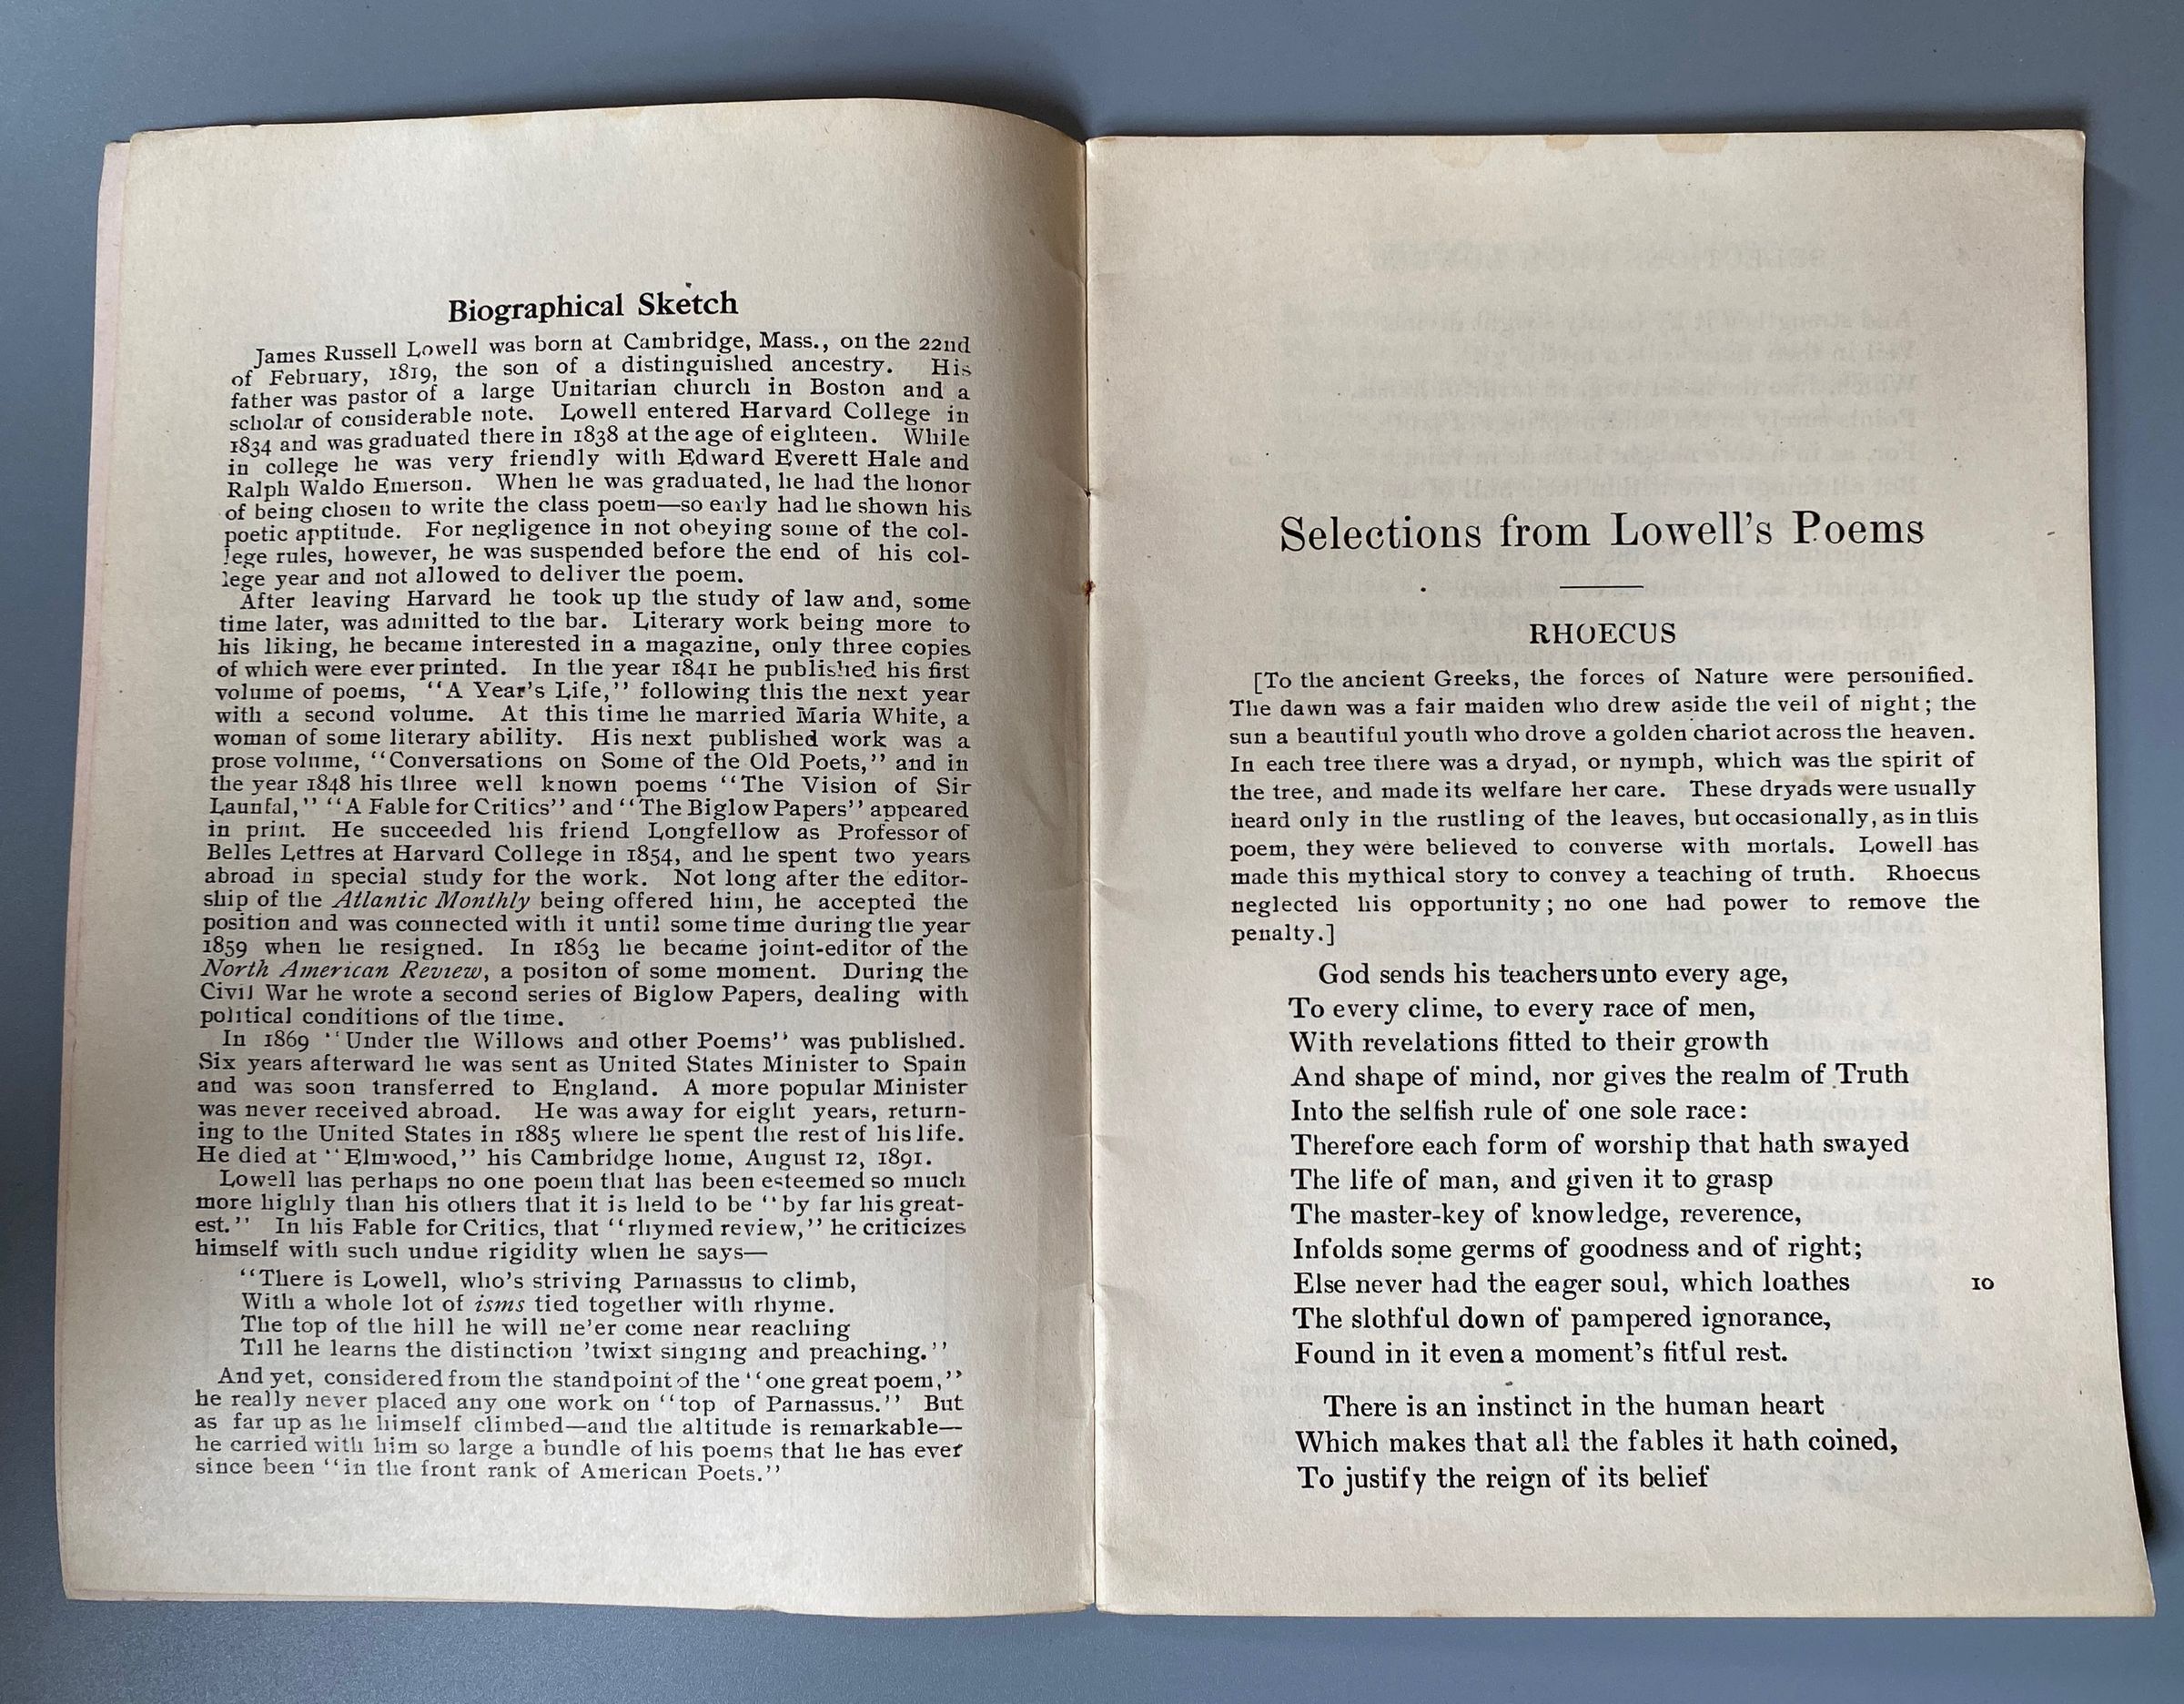 Biographical Sketch
James Russell Lowell was born at Cambridge, Mass., on the 22nd
of February, 1819, the son of a distinguished ancestry. His
father was pastor of a large Unitarian church in Boston and a
scholar of considerable note. Lowell entered Harvard College in
1834 and was graduated there in 1838 at the age of eighteen. While
in college he was very friendly with Edward Everett Hale and
Ralph Waldo Emerson. When he was graduated, he had the honor
of being chosen to write the class poem—so early had he shown his
poetic apptitude. For negligence in not obeying some of the col-
lege rules, however, he was suspended before the end of his col-
lege year and not allowed to deliver the poem.
After leaving Harvard he took up the study of law and, some
time later, was admitted to the bar. Literary work being more to
his liking, he became interested in a magazine, only three copies
of which were ever printed. In the year 1841 he published his first
volume of poems, "A Year's Life," following this the next year
with a second volume. At this time he married Maria White, a
woman of some literary ability. His next published work was a
prose volume, "Conversations on Some of the Old Poets," and in
the year 1848 his three well known poems "The Vision of Sir
Launfal," "A Fable for Critics" and "The Biglow Papers" appeared
in print. He succeeded his friend Longfellow as Professor of
Belles Lettres at Harvard College in 1854, and he spent two years
abroad in special study for the work. Not long after the editor-
ship of the Atlantic Monthly being offered him, he accepted the
position and was connected with it until some time during the year
1859 when he resigned. In 1863 he became joint-editor of the
North American Review, a positon of some moment. During the
Civil War he wrote a second series of Biglow Papers, dealing with
political conditions of the time.
In 1869 "Under the Willows and other Poems" was published.
Six years afterward he was sent as United States Minister to Spain
and was soon transferred to England. A more popular Minister
was never received abroad. He was away for eight years, return-
ing to the United States in 1885 where he spent the rest of his life.
He died at "Elmwood," his Cambridge home, August 12, 1891.
Lowell has perhaps no one poem that has been esteemed so much
more highly than his others that it is held to be "by far his great-
est." In his Fable for Critics, that "rhymed review," he criticizes
himself with such undue rigidity when he says—
"There is Lowell, who's striving Parnassus to climb,
With a whole lot of isms tied together with rhyme.
The top of the hill he will ne'er come near reaching
Till he learns the distinction 'twixt singing and preaching."
And yet, considered from the standpoint of the "one great poem,"
he really never placed any one work on "top of Parnassus." But
as far up as he himself climbed—and the altitude is remarkable—
he carried with him so large a bundle of his poems that he has ever
since been "in the front rank of American Poets."
Selections from Lowell's Poems
RHOECUS
[To the ancient Greeks, the forces of Nature were personified.
The dawn was a fair maiden who drew aside the veil of night; the
sun a beautiful youth who drove a golden chariot across the heaven.
In each tree there was a dryad, or nymph, which was the spirit of
the tree, and made its welfare her care. These dryads were usually
heard only in the rustling of the leaves, but occasionally, as in this
poem, they were believed to converse with mortals. Lowell has
made this mythical story to convey a teaching of truth. Rhoecus
neglected his opportunity; no one had power to remove the
penalty.]
God sends his teachers unto every age,
To every clime, to every race of men,
With revelations fitted to their growth
And shape of mind, nor gives the realm of Truth
Into the selfish rule of one sole race:
Therefore each form of worship that hath swayed
The life of man, and given it to grasp
The master-key of knowledge, reverence,
Infolds some germs of goodness and of right;
Else never had the eager soul, which loathes 10
The slothful down of pampered ignorance,
Found in it even a moment's fitful rest.
There is an instinct in the human heart
Which makes that all the fables it hath coined,
To justify the reign of its belief